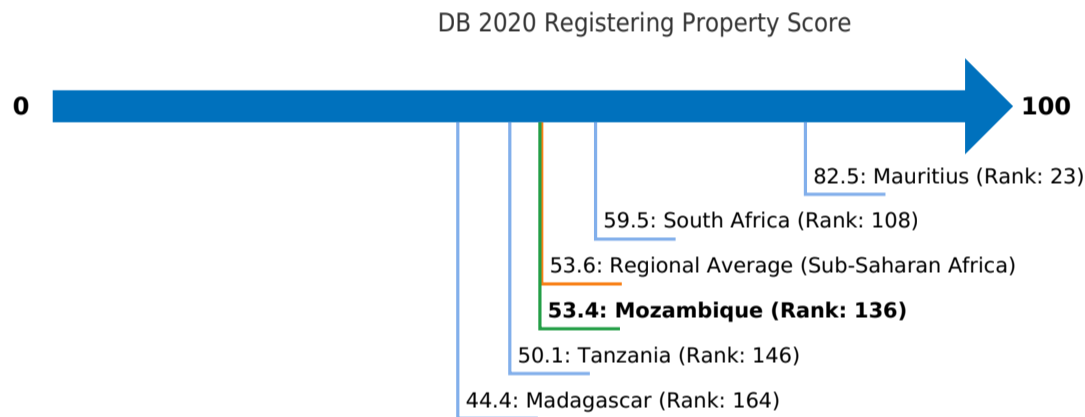 DB 2020 Registering Property Score
0
100
82.5: Mauritius (Rank: 23)
59.5: South Africa (Rank: 108)
53.6: Regional Average (Sub-Saharan Africa)
53.4: Mozambique (Rank: 136)
50.1: Tanzania (Rank: 146)
44.4: Madagascar (Rank: 164)